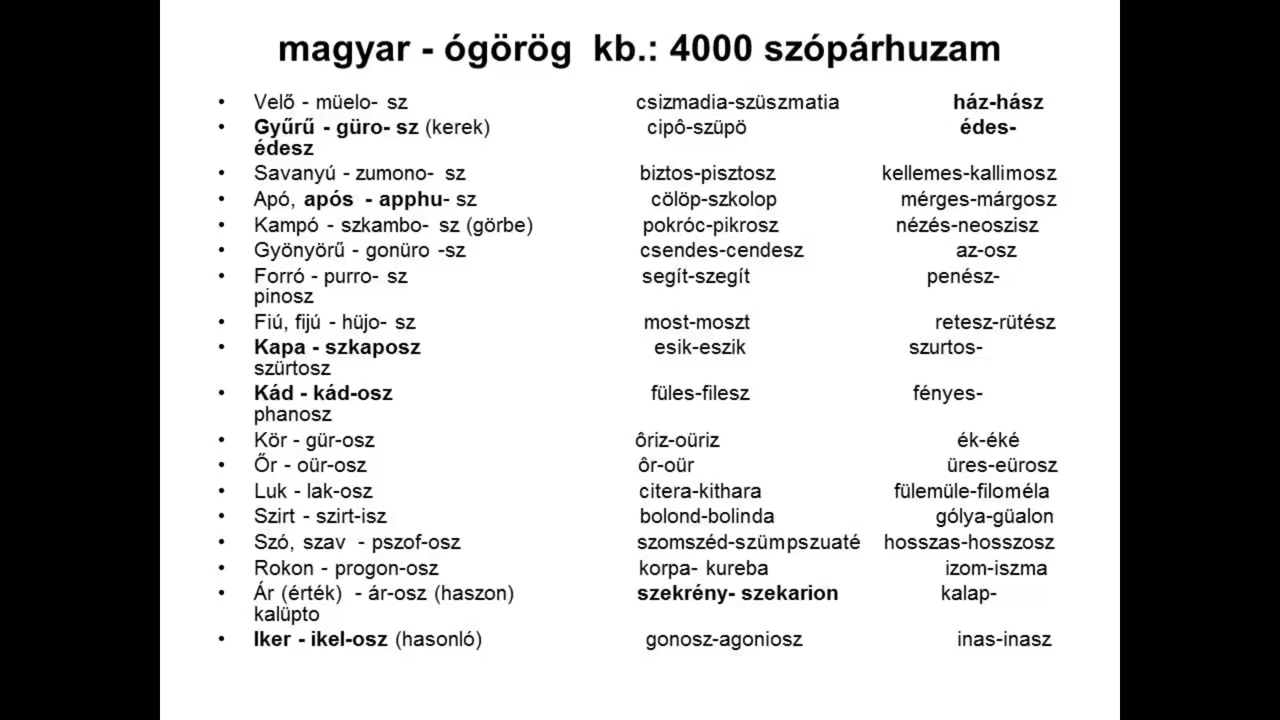 magyar - ógörög kb.: 4000 szópárhuzam
• Velő - müelo- sz csizmadia-szüszmatia ház-hász
• Gyűrű - güro- sz (kerek) cipô-szüpö édes-
édesz
• Savanyú - zumono- sz biztos-pisztosz kellemes-kallimosz
• Apó, após - apphu- sz cölöp-szkolop mérges-márgosz
• Kampó - szkambo- sz (görbe) pokróc-pikrosz nézés-neoszisz
• Gyönyörű - gonüro -sz csendes-cendesz az-osz
• Forró - purro- sz segít-szegít penész-
pinosz
• Fiú, fijú - hüjo- sz most-moszt retesz-rütész
• Kapa - szkaposz esik-eszik szurtos-
szürtosz
• Kád - kád-osz füles-filesz fényes-
phanosz
• Kör - gür-osz ôriz-oüriz ék-éké
• Őr - oür-osz ôr-oür üres-eürosz
• Luk - lak-osz citera-kithara fülemüle-filoméla
• Szirt - szirt-isz bolond-bolinda gólya-güalon
• Szó, szav - pszof-osz szomszéd-szümpszuaté hosszas-hosszosz
• Rokon - progon-osz korpa- kureba izom-iszma
• Ár (érték) - ár-osz (haszon) szekrény- szekarion kalap-
kalüpto
• Iker - ikel-osz (hasonló) gonosz-agoniosz inas-inasz